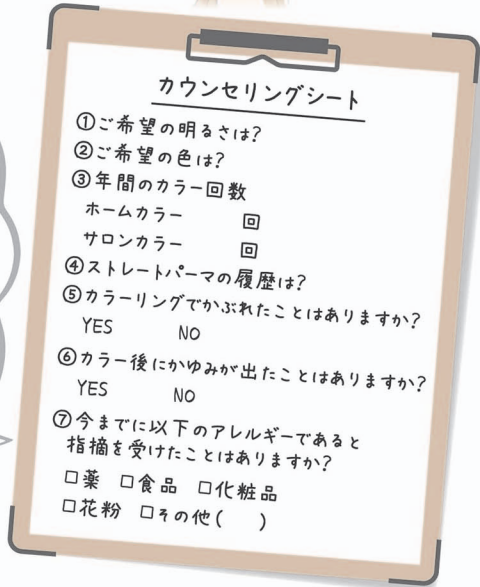 カウンセリングシート
①ご希望の明るさは?
②ご希望の色は?
③年間のカラー回数
ホームカラー 回
サロンカラー 回
④ストレートパーマの履歴は?
⑤カラーリングでかぶれたことはありますか?
YES NO
⑥カラー後にかゆみが出たことはありますか?
YES NO
⑦今までに以下のアレルギーであると
指摘を受けたことはありますか?
□薬 □食品 □化粧品
□花粉 □その他( )